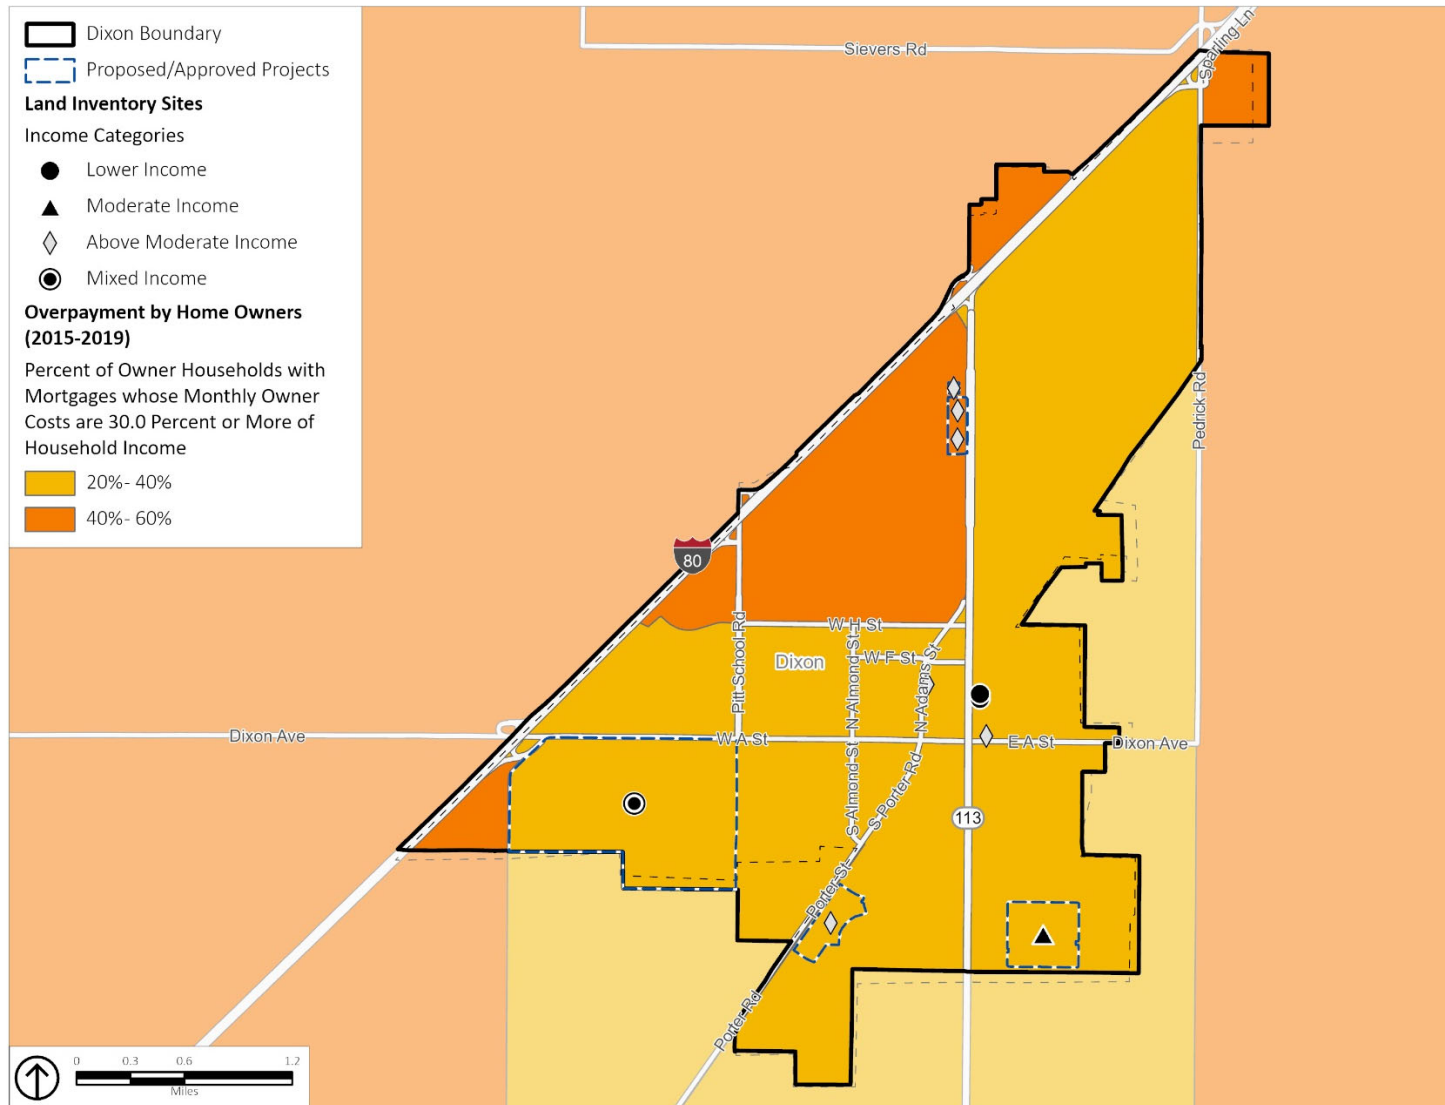 Dixon Boundary
Proposed/Approved Projects
Land Inventory Sites
Income Categories
Lower Income
Moderate Income
Above Moderate Income
Mixed Income
Overpayment by Home Owners
(2015-2019)
Percent of Owner Households with
Mortgages whose Monthly Owner
Costs are 30.0 Percent or More of
Household Income
20%- 40%
40%- 60%
Sievers Rd
Sparling Ln
Pedrick Rd
80
Pitt School Rd
W H St
Dixon
N Almond St
W F St
N Adams St
Dixon Ave
W A St
E A St
Dixon Ave
S Almond St
S Porter Rd
113
Porter St
Porter Rd
0 0.3 0.6 1.2
Miles